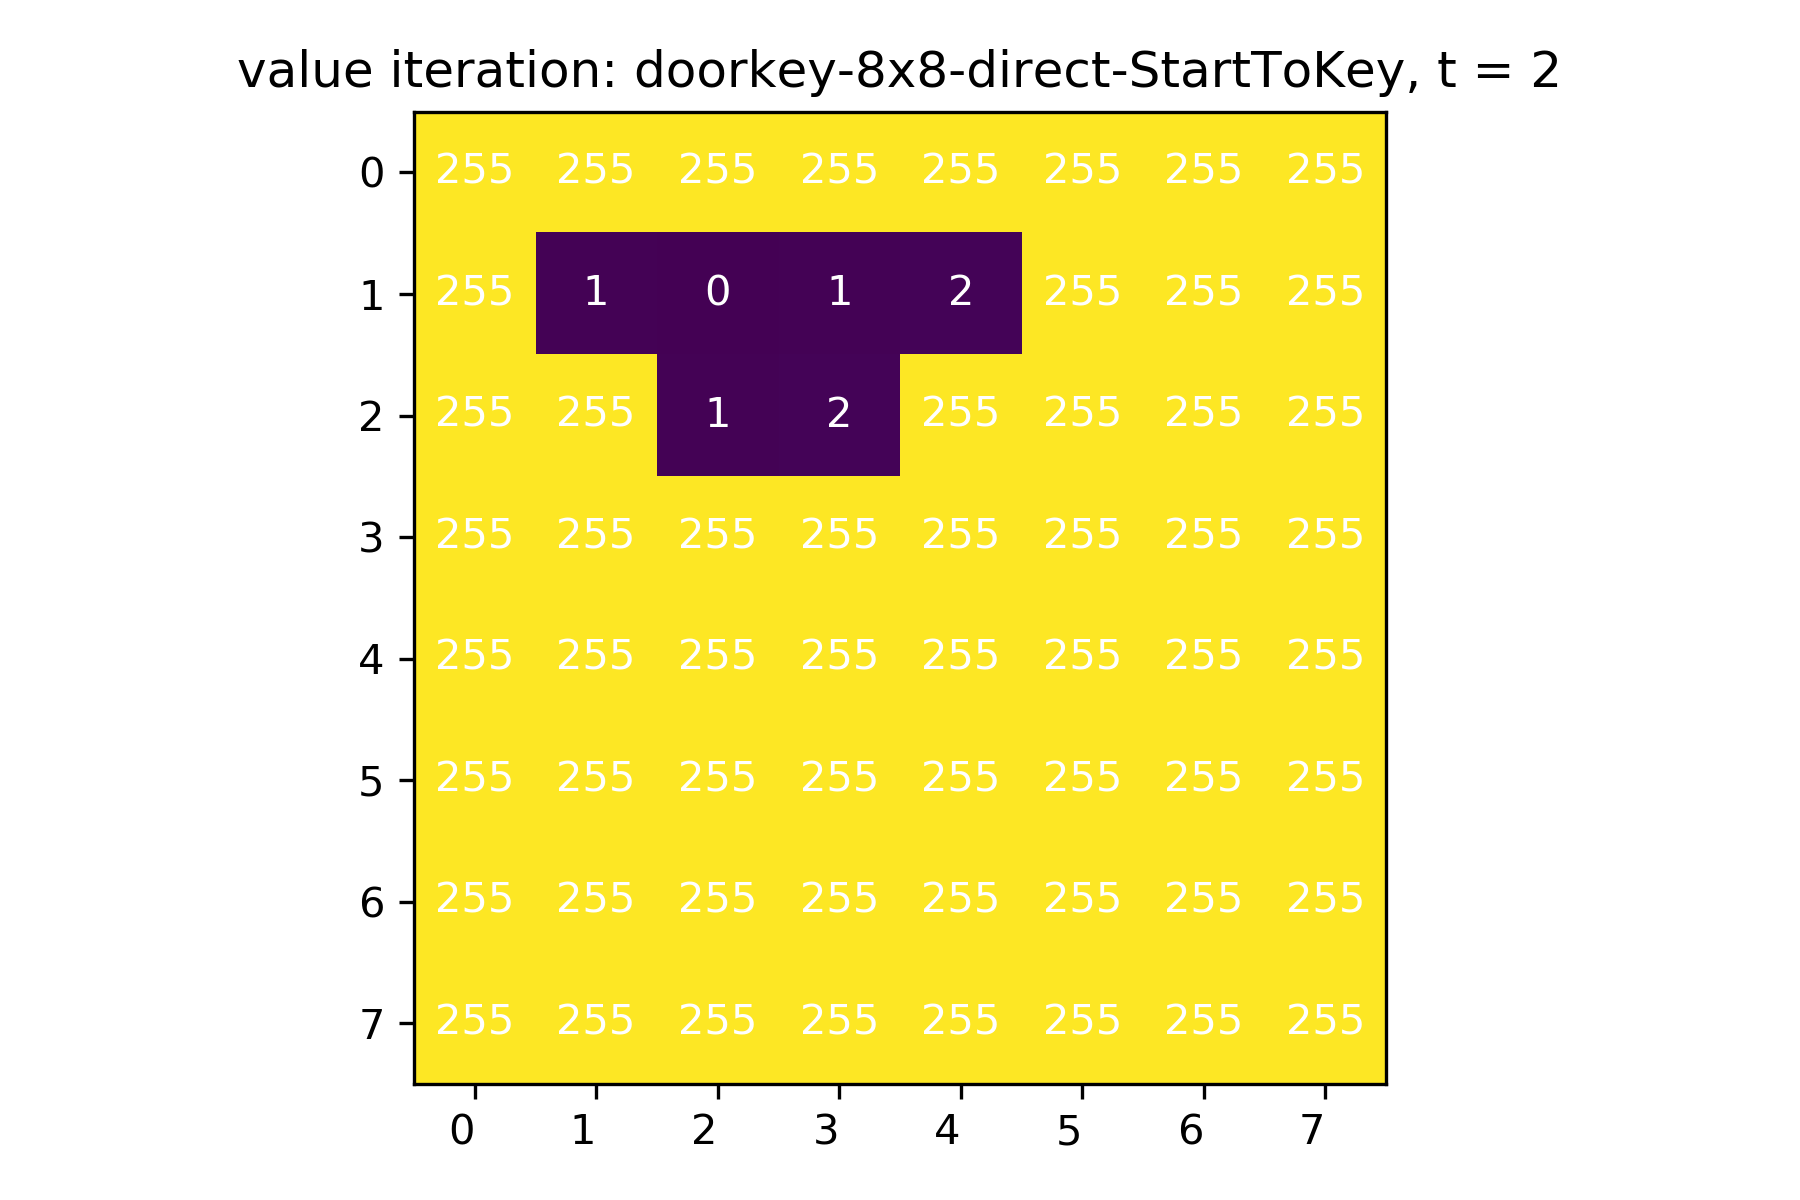 value iteration: doorkey-8x8-direct-StartToKey, t = 2
0 255 255 255 255 255 255 255 255
1 255 1 0 1 2 255 255 255
2 255 255 1 2 255 255 255 255
3 255 255 255 255 255 255 255 255
4 255 255 255 255 255 255 255 255
5 255 255 255 255 255 255 255 255
6 255 255 255 255 255 255 255 255
7 255 255 255 255 255 255 255 255
0 1 2 3 4 5 6 7